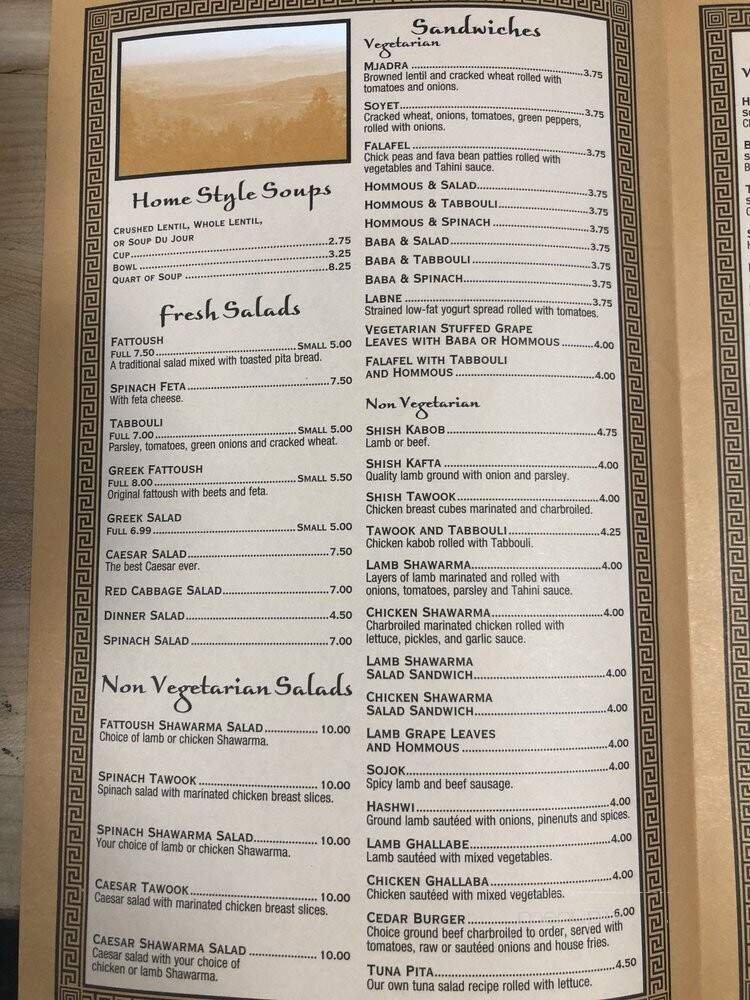 Home Style Soups
Crushed Lentil, Whole Lentil,
or Soup Du Jour
Cup 2.75
Bowl 3.25
Quart of Soup 8.25
Fresh Salads
Fattoush
Full 7.50 Small 5.00
A traditional salad mixed with toasted pita bread.
Spinach Feta 7.50
With feta cheese.
Tabbouli
Full 7.00 Small 5.00
Parsley, tomatoes, green onions and cracked wheat.
Greek Fattoush
Full 8.00 Small 5.50
Original fattoush with beets and feta.
Greek Salad
Full 6.99 Small 5.00
Caesar Salad 7.50
The best Caesar ever.
Red Cabbage Salad 7.00
Dinner Salad 4.50
Spinach Salad 7.00
Non Vegetarian Salads
Fattoush Shawarma Salad 10.00
Choice of lamb or chicken Shawarma.
Spinach Tawook 10.00
Spinach salad with marinated chicken breast slices.
Spinach Shawarma Salad 10.00
Your choice of lamb or chicken Shawarma.
Caesar Tawook 10.00
Caesar salad with marinated chicken breast slices.
Caesar Shawarma Salad 10.00
Caesar salad with your choice of
chicken or lamb Shawarma.
Sandwiches
Vegetarian
Mjadra 3.75
Browned lentil and cracked wheat rolled with
tomatoes and onions.
Soyet 3.75
Cracked wheat, onions, tomatoes, green peppers,
rolled with onions.
Falafel 3.75
Chick peas and fava bean patties rolled with
vegetables and Tahini sauce.
Hommous & Salad 3.75
Hommous & Tabbouli 3.75
Hommous & Spinach 3.75
Baba & Salad 3.75
Baba & Tabbouli 3.75
Baba & Spinach 3.75
Labne 3.75
Strained low-fat yogurt spread rolled with tomatoes.
Vegetarian Stuffed Grape
Leaves with Baba or Hommous 4.00
Falafel with Tabbouli
and Hommous 4.00
Non Vegetarian
Shish Kabob 4.75
Lamb or beef.
Shish Kafta 4.00
Quality lamb ground with onion and parsley.
Shish Tawook 4.00
Chicken breast cubes marinated and charbroiled.
Tawook and Tabbouli 4.25
Chicken kabob rolled with Tabbouli.
Lamb Shawarma 4.00
Layers of lamb marinated and rolled with
onions, tomatoes, parsley and Tahini sauce.
Chicken Shawarma 4.00
Charbroiled marinated chicken rolled with
lettuce, pickles, and garlic sauce.
Lamb Shawarma
Salad Sandwich 4.00
Chicken Shawarma
Salad Sandwich 4.00
Lamb Grape Leaves
and Hommous 4.00
Sojok 4.00
Spicy lamb and beef sausage.
Hashwi 4.00
Ground lamb sautéed with onions, pinenuts and spices.
Lamb Ghallabe 4.00
Lamb sautéed with mixed vegetables.
Chicken Ghallaba 4.00
Chicken sautéed with mixed vegetables.
Cedar Burger 6.00
Choice ground beef charbroiled to order, served with
tomatoes, raw or sautéed onions and house fries.
Tuna Pita 4.50
Our own tuna salad recipe rolled with lettuce.